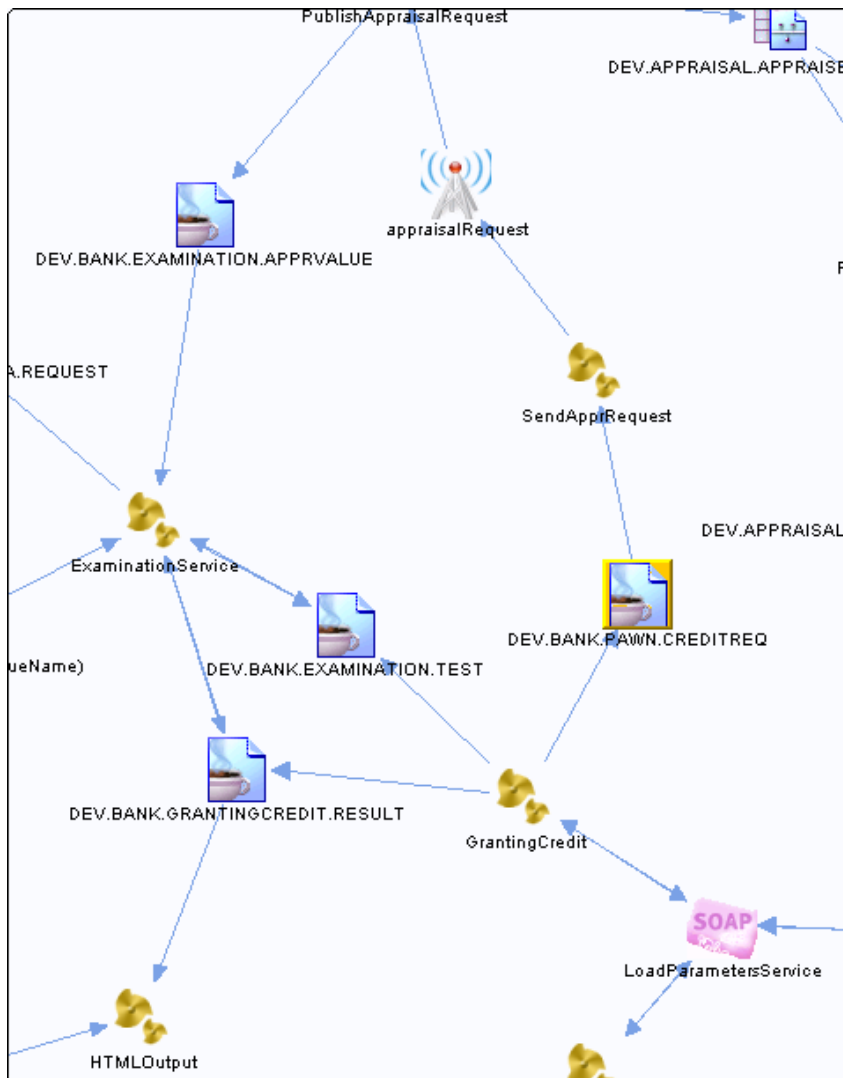 PublishAppraisalRequest
DEV.APPRAISAL.APPRAISE
appraisalRequest
DEV.BANK.EXAMINATION.APPRVALUE
A.REQUEST
SendApprRequest
DEV.APPRAISAL
ExaminationService
DEV.BANK.PAWN.CREDITREQ
ueName)
DEV.BANK.EXAMINATION.TEST
DEV.BANK.GRANTINGCREDIT.RESULT
GrantingCredit
SOAP
LoadParametersService
HTMLOutput